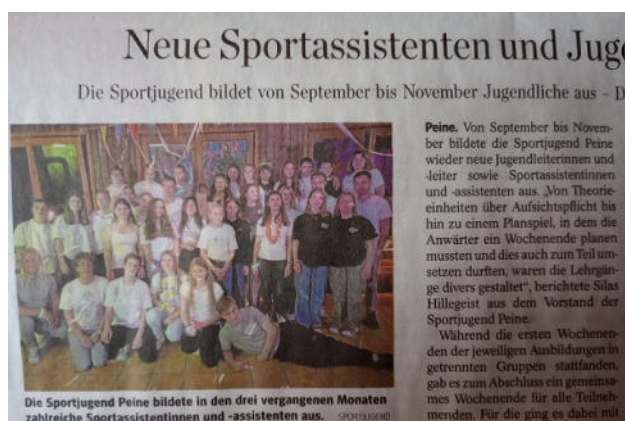 Neue Sportassistenten und Juge
Die Sportjugend bildet von September bis November Jugendliche aus – D
Peine. Von September bis Novem-
ber bildete die Sportjugend Peine
wieder neue Jugendleiterinnen und
-leiter sowie Sportassistentinnen
und -assistenten aus. „Von Theorie-
einheiten über Aufsichtspflicht bis
hin zu einem Planspiel, in dem die
Anwärter ein Wochenende planen
mussten und dies auch zum Teil um-
setzen durften, waren die Lehrgän-
ge divers gestaltet“, berichtete Silas
Hillegeist aus dem Vorstand der
Sportjugend Peine.
Während die ersten Wochenen-
den der jeweiligen Ausbildungen in
getrennten Gruppen stattfanden,
gab es zum Abschluss ein gemeinsa-
mes Wochenende für alle Teilneh-
menden. Für die ging es dabei mit
Die Sportjugend Peine bildete in den drei vergangenen Monaten
zahlreiche Sportassistentinnen und -assistenten aus. SPORTJUGEND